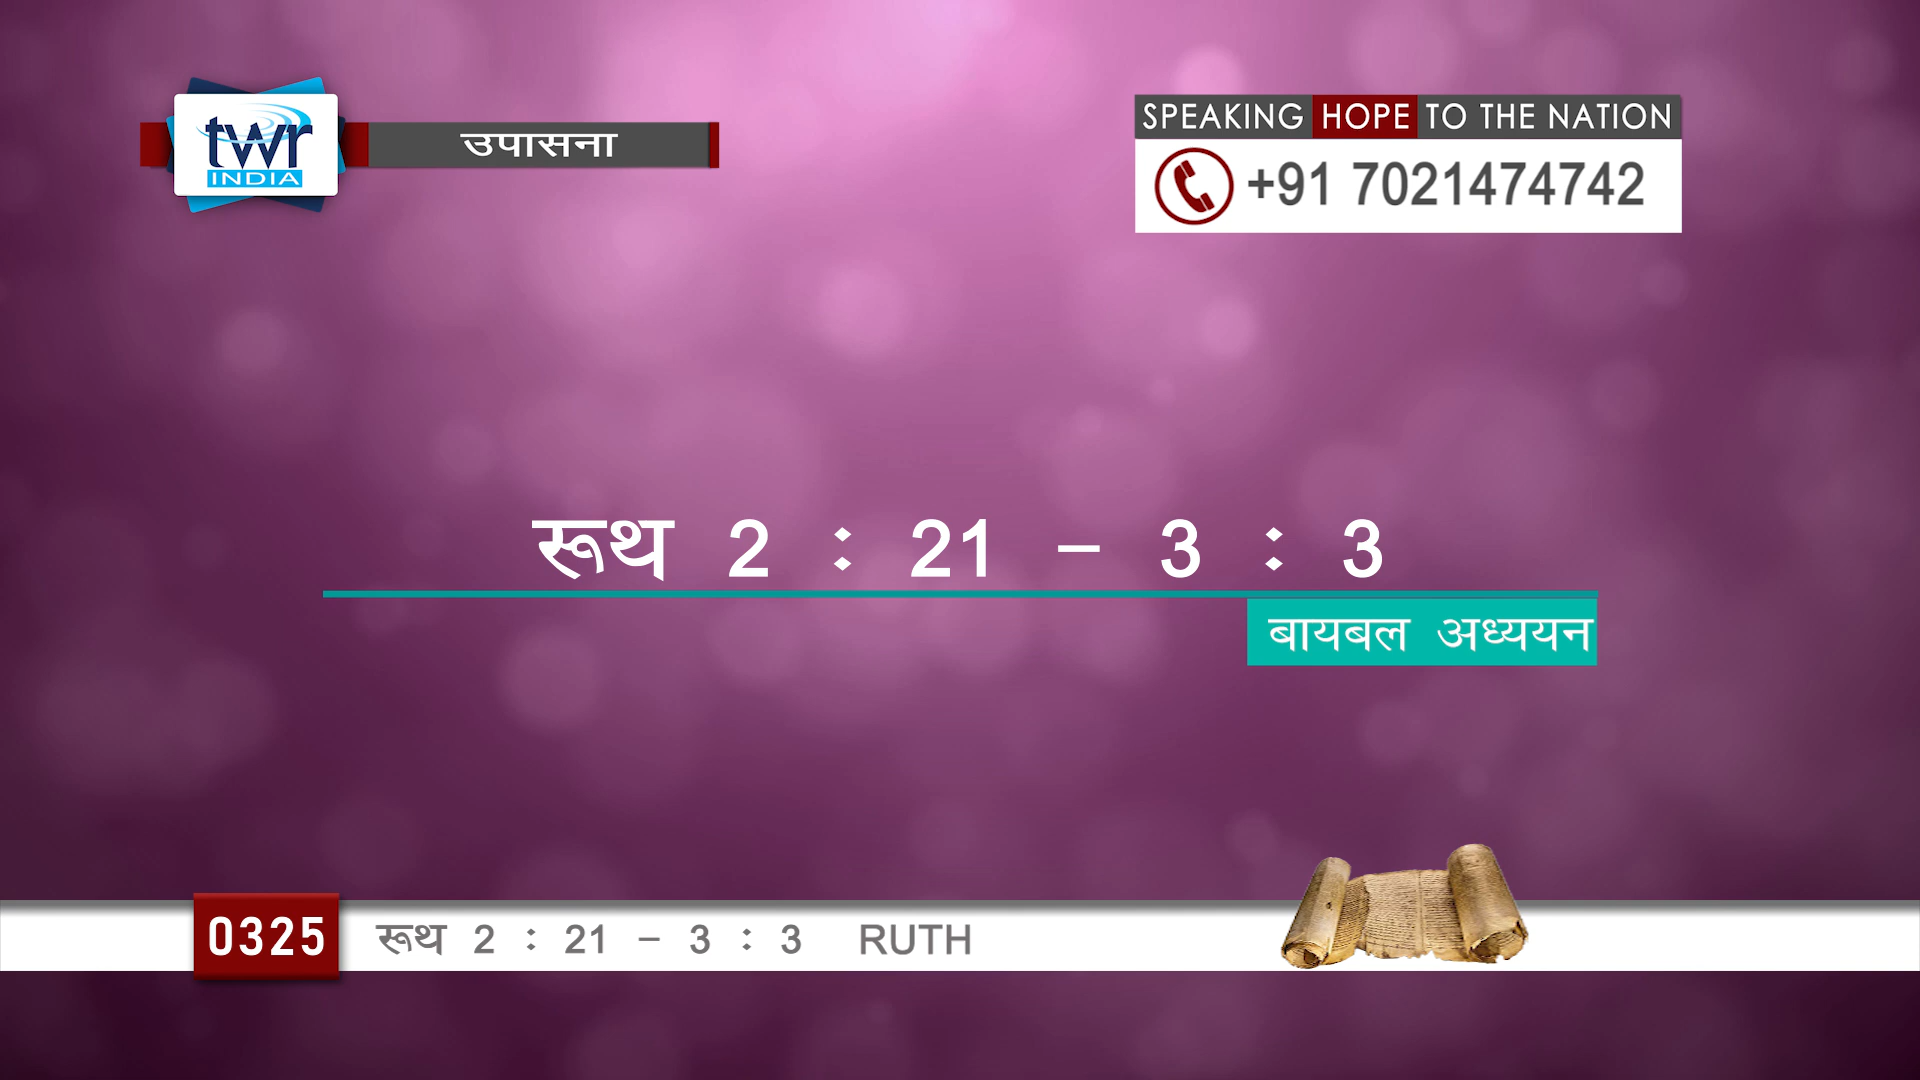 twr
INDIA
उपासना
SPEAKING HOPE TO THE NATION
+91 7021474742
रूथ 2 : 21 – 3 : 3
बायबल अध्ययन
0325
रूथ 2 : 21 – 3 : 3 RUTH